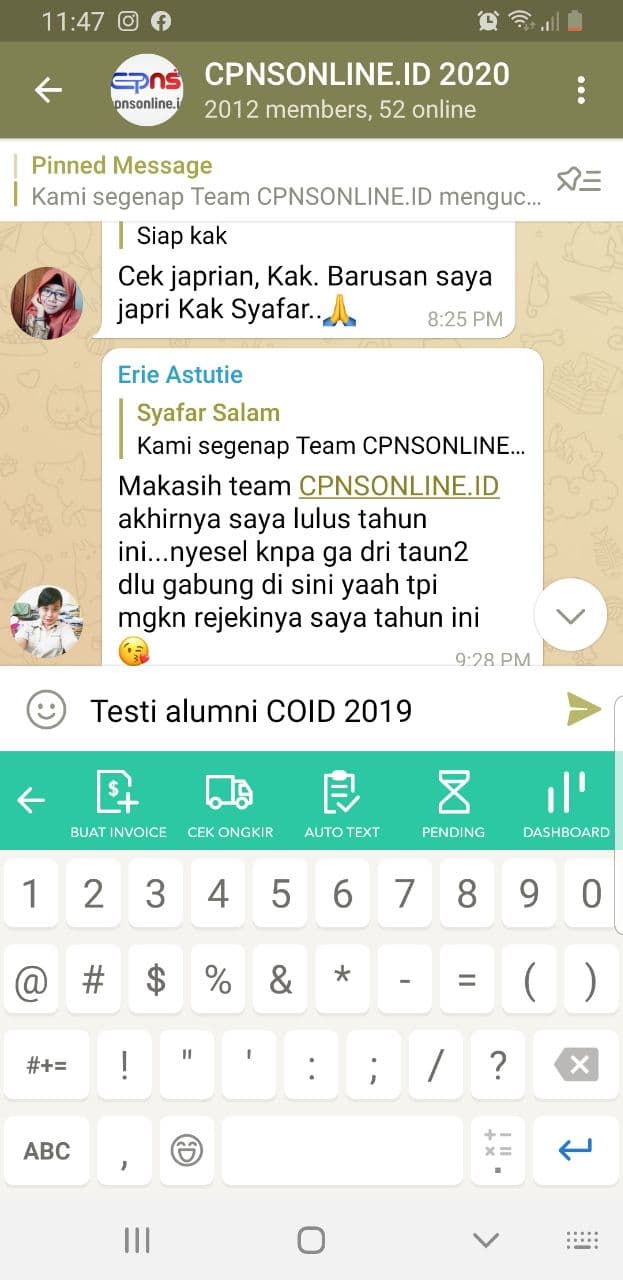 11:47
CPNS
pnsonline.i
CPNSONLINE.ID 2020
2012 members, 52 online
Pinned Message
Kami segenap Team CPNSONLINE.ID menguc...
Siap kak
Cek japrian, Kak. Barusan saya
japri Kak Syafar..🙏
8:25 PM
Erie Astutie
Syafar Salam
Kami segenap Team CPNSONLINE...
Makasih team CPNSONLINE.ID
akhirnya saya lulus tahun
ini...nyesel knpa ga dri taun2
dlu gabung di sini yaah tpi
mgkn rejekinya saya tahun ini
😘
9:28 PM
Testi alumni COID 2019
BUAT INVOICE CEK ONGKIR AUTO TEXT PENDING DASHBOARD
1 2 3 4 5 6 7 8 9 0
@ # $ % & * - = ( )
#+= ! " ' : ; / ?
ABC , + - × = .